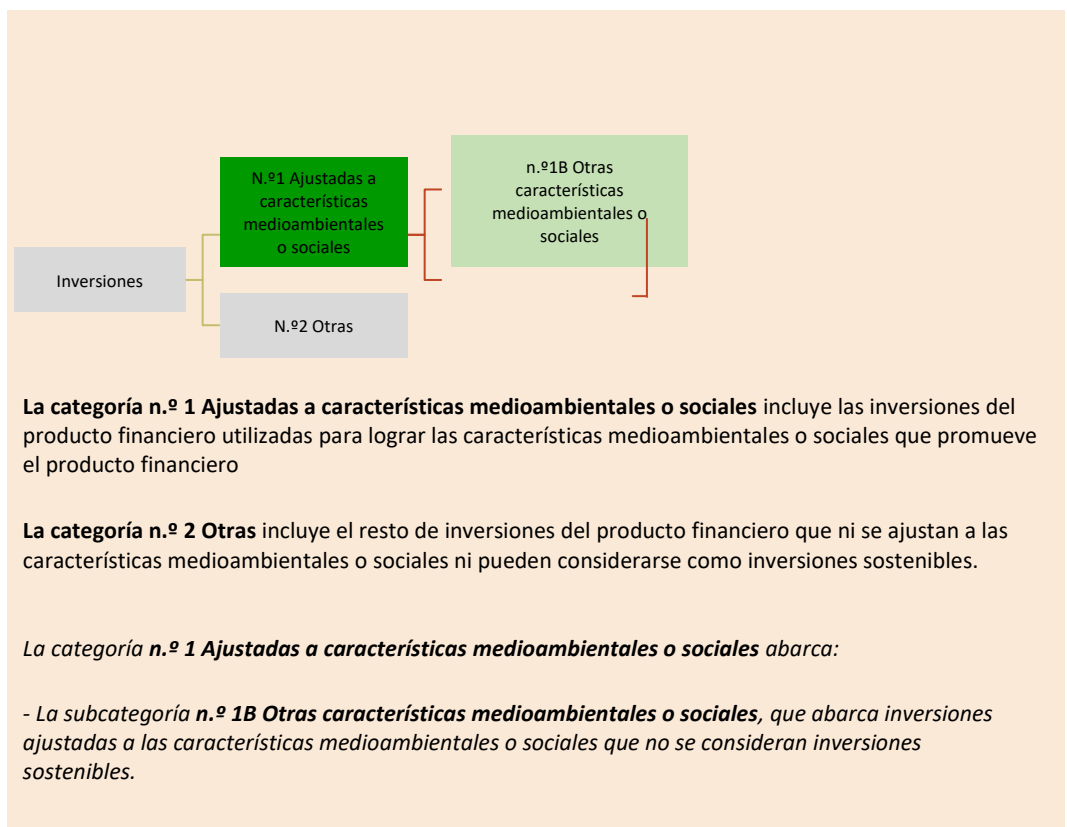 n.º1B Otras
características
medioambientales o
sociales
N.º1 Ajustadas a
características
medioambientales
o sociales
Inversiones
N.º2 Otras
La categoría n.º 1 Ajustadas a características medioambientales o sociales incluye las inversiones del
producto financiero utilizadas para lograr las características medioambientales o sociales que promueve
el producto financiero
La categoría n.º 2 Otras incluye el resto de inversiones del producto financiero que ni se ajustan a las
características medioambientales o sociales ni pueden considerarse como inversiones sostenibles.
La categoría n.º 1 Ajustadas a características medioambientales o sociales abarca:
- La subcategoría n.º 1B Otras características medioambientales o sociales, que abarca inversiones
ajustadas a las características medioambientales o sociales que no se consideran inversiones
sostenibles.